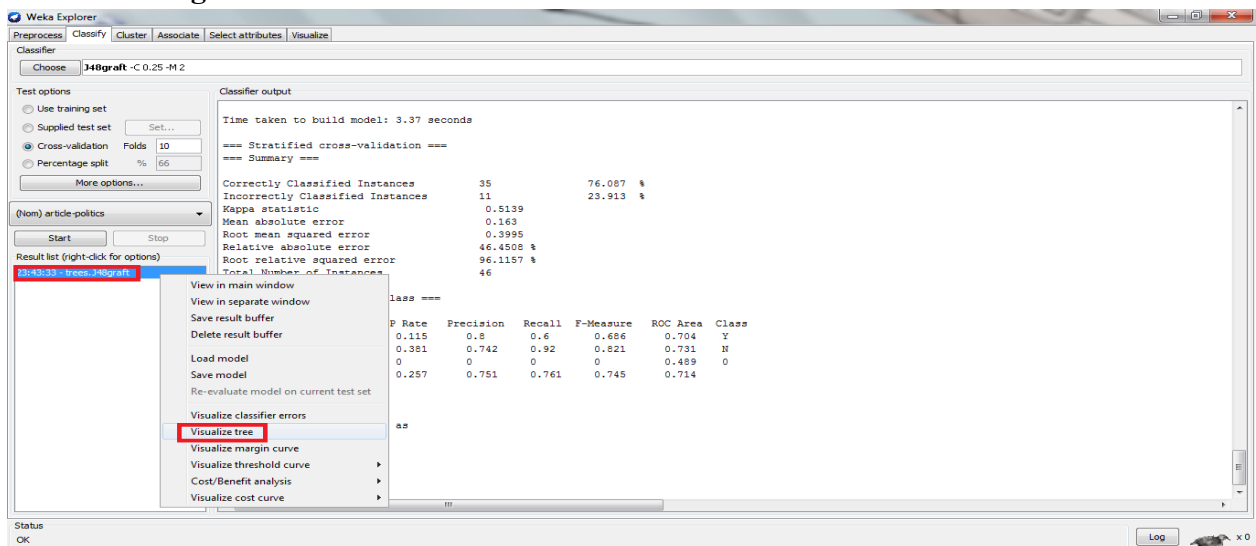 Weka Explorer
Preprocess Classify Cluster Associate Select attributes Visualize
Classifier
Choose J48graft -C 0.25 -M 2
Test options
Use training set
Supplied test set Set...
Cross-validation Folds 10
Percentage split % 66
More options...
(Nom) article-politics
Start Stop
Result list (right-click for options)
23:43:33 - trees.J48graft
View in main window
View in separate window
Save result buffer
Delete result buffer
Load model
Save model
Re-evaluate model on current test set
Visualize classifier errors
Visualize tree
Visualize margin curve
Visualize threshold curve
Cost/Benefit analysis
Visualize cost curve
Classifier output
Time taken to build model: 3.37 seconds
=== Stratified cross-validation ===
=== Summary ===
Correctly Classified Instances 35 76.087 %
Incorrectly Classified Instances 11 23.913 %
Kappa statistic 0.5139
Mean absolute error 0.163
Root mean squared error 0.3995
Relative absolute error 46.4508 %
Root relative squared error 96.1157 %
Total Number of Instances 46
lass ===
P Rate Precision Recall F-Measure ROC Area Class
0.115 0.8 0.6 0.686 0.704 Y
0.381 0.742 0.92 0.821 0.731 N
0 0 0 0 0.489 0
0.257 0.751 0.761 0.745 0.714
as
Status
OK
Log x 0